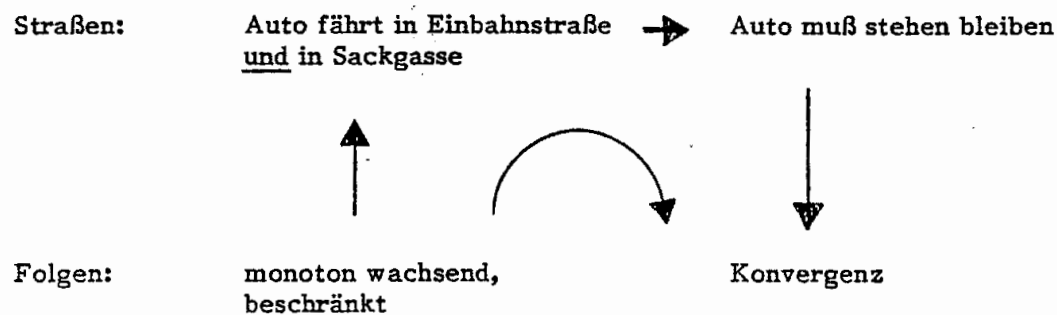 Straßen: Auto fährt in Einbahnstraße Auto muß stehen bleiben
und in Sackgasse
Folgen: monoton wachsend, Konvergenz
beschränkt